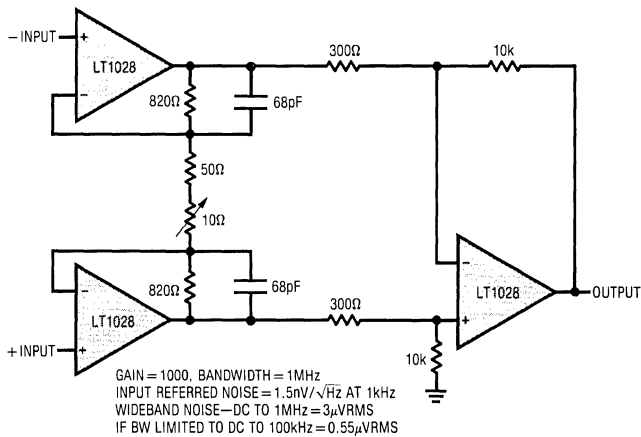 − INPUT
LT1028
820Ω
68pF
300Ω
10k
50Ω
10Ω
820Ω
68pF
LT1028
+ INPUT
300Ω
10k
LT1028
OUTPUT
GAIN = 1000, BANDWIDTH = 1MHz
INPUT REFERRED NOISE = 1.5nV/√Hz AT 1kHz
WIDEBAND NOISE—DC TO 1MHz = 3µVRMS
IF BW LIMITED TO DC TO 100kHz = 0.55µVRMS